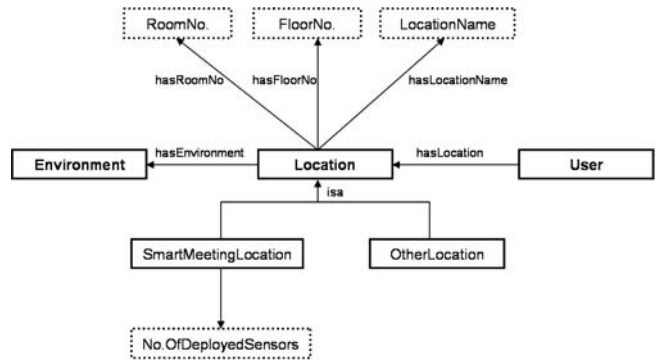 RoomNo.
FloorNo.
LocationName
hasRoomNo
hasFloorNo
hasLocationName
Environment
hasEnvironment
Location
hasLocation
User
isa
SmartMeetingLocation
OtherLocation
No.OfDeployedSensors